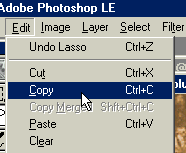 Adobe Photoshop LE
Edit Image Layer Select
Undo Lasso Ctrl+Z
Cut Ctrl+X
Copy Ctrl+C
Copy Merged Shft+Ctrl+C
Paste Ctrl+V
Clear